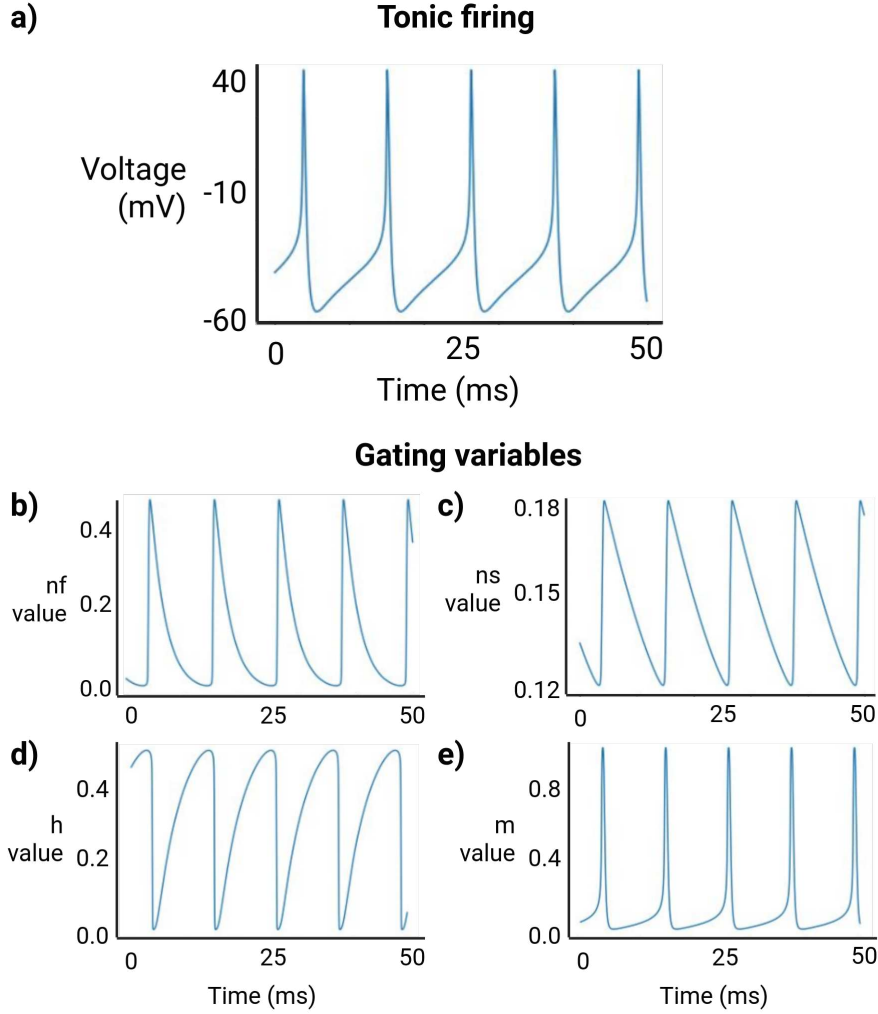 a)
Tonic firing
40
Voltage
(mV)
-10
-60
0
25
50
Time (ms)
Gating variables
b)
0.4
nf
value
0.2
0.0
0
25
50
c)
0.18
ns
value
0.15
0.12
0
25
50
d)
0.4
h
value
0.2
0.0
0
25
50
Time (ms)
e)
0.8
m
value
0.4
0.0
0
25
50
Time (ms)